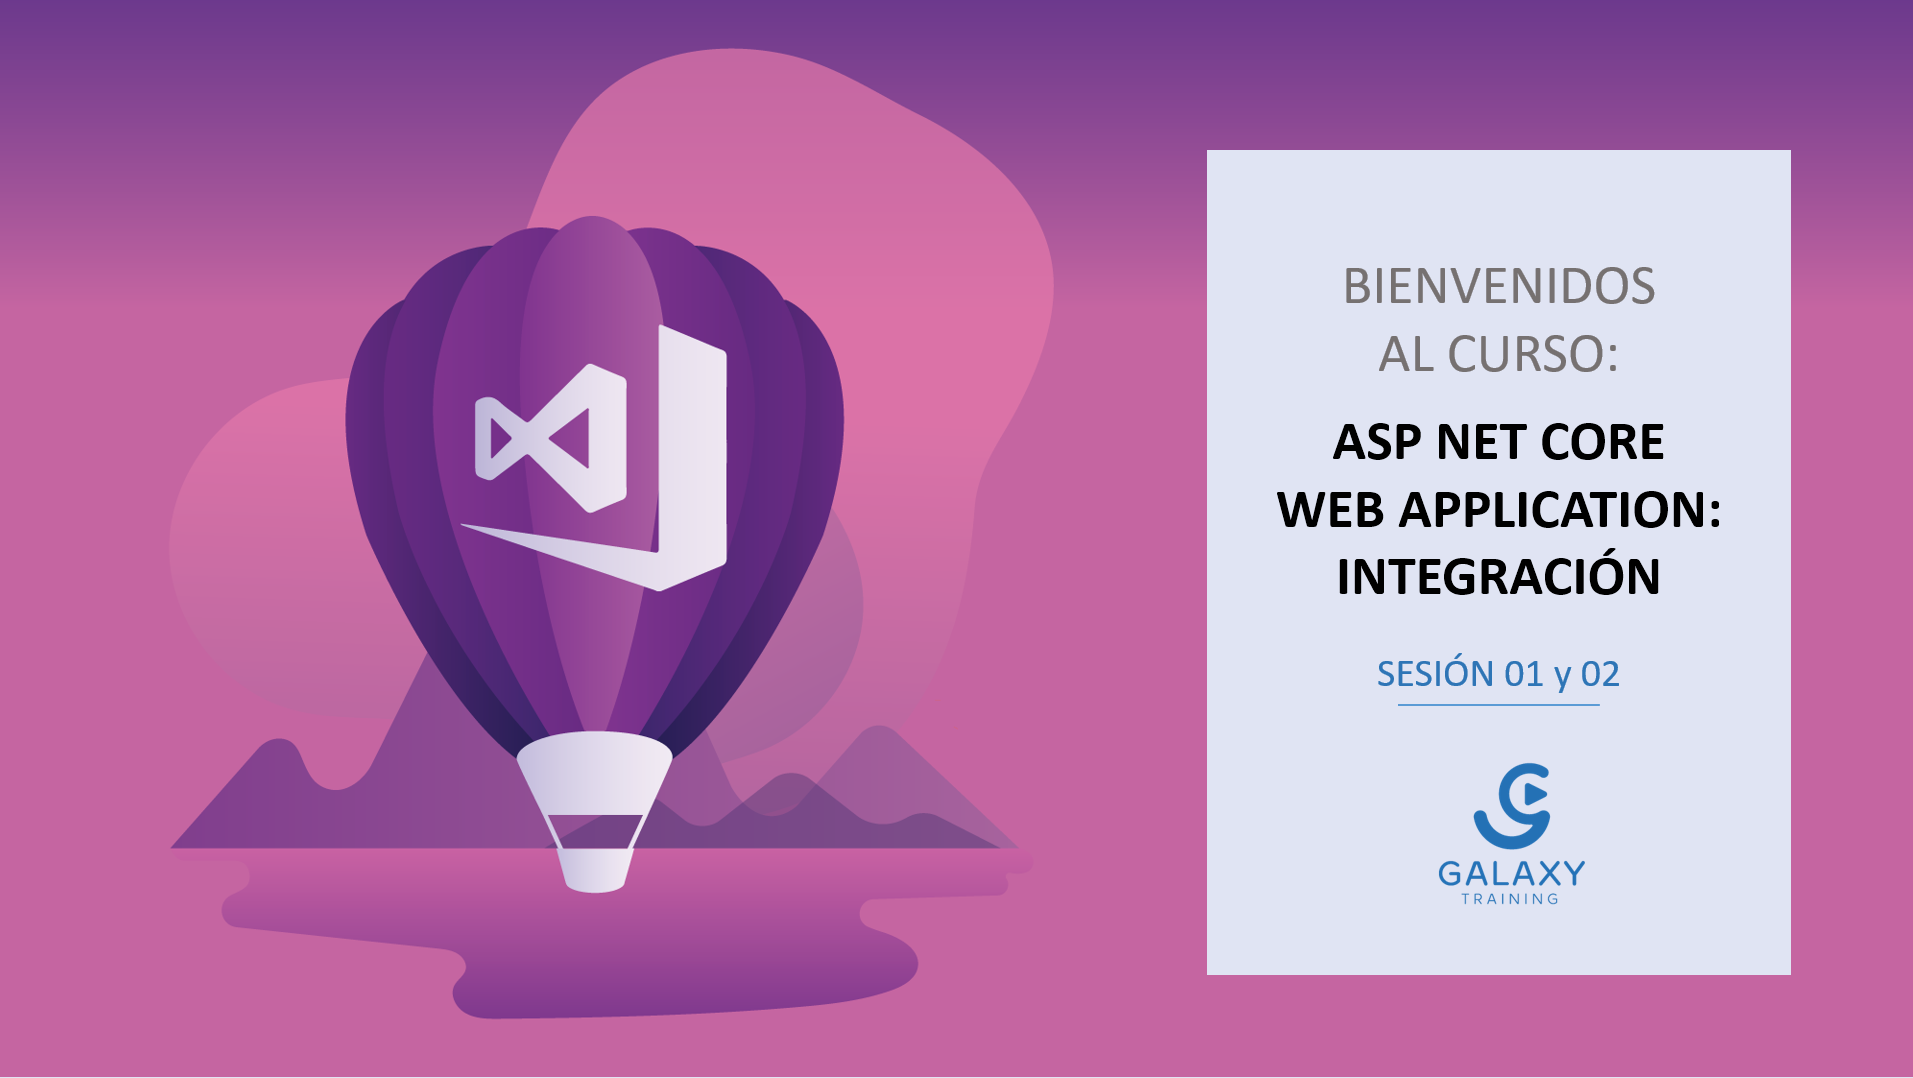 BIENVENIDOS
AL CURSO:
ASP NET CORE
WEB APPLICATION:
INTEGRACIÓN
SESIÓN 01 y 02
GALAXY
TRAINING